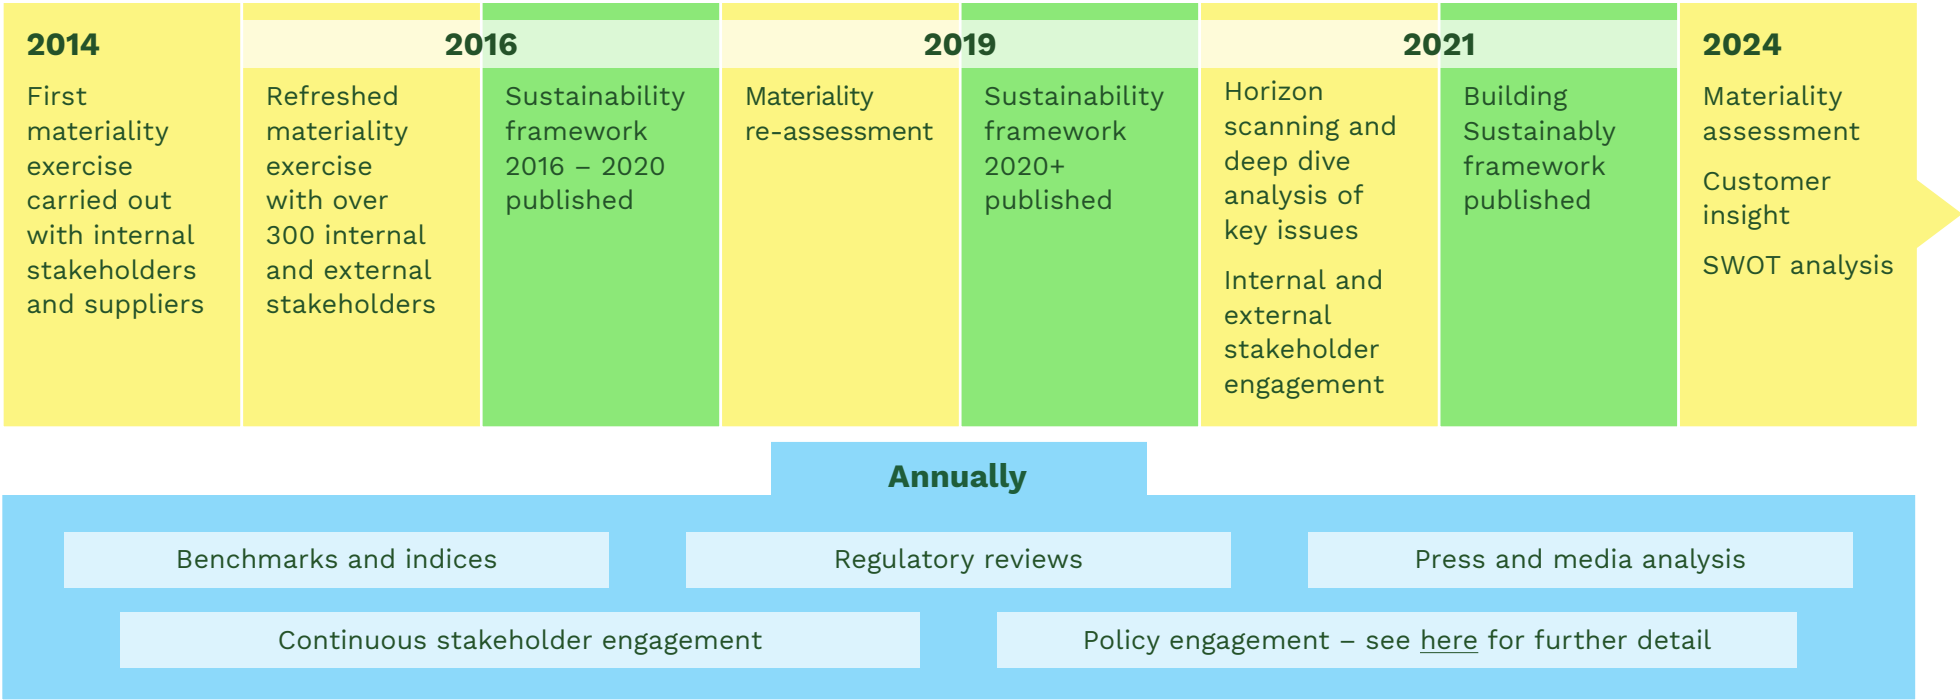 2014
First
materiality
exercise
carried out
with internal
stakeholders
and suppliers
2016
Refreshed
materiality
exercise
with over
300 internal
and external
stakeholders
Sustainability
framework
2016 – 2020
published
2019
Materiality
re-assessment
Sustainability
framework
2020+
published
2021
Horizon
scanning and
deep dive
analysis of
key issues
Internal and
external
stakeholder
engagement
Building
Sustainably
framework
published
2024
Materiality
assessment
Customer
insight
SWOT analysis
Annually
Benchmarks and indices
Regulatory reviews
Press and media analysis
Continuous stakeholder engagement
Policy engagement – see here for further detail